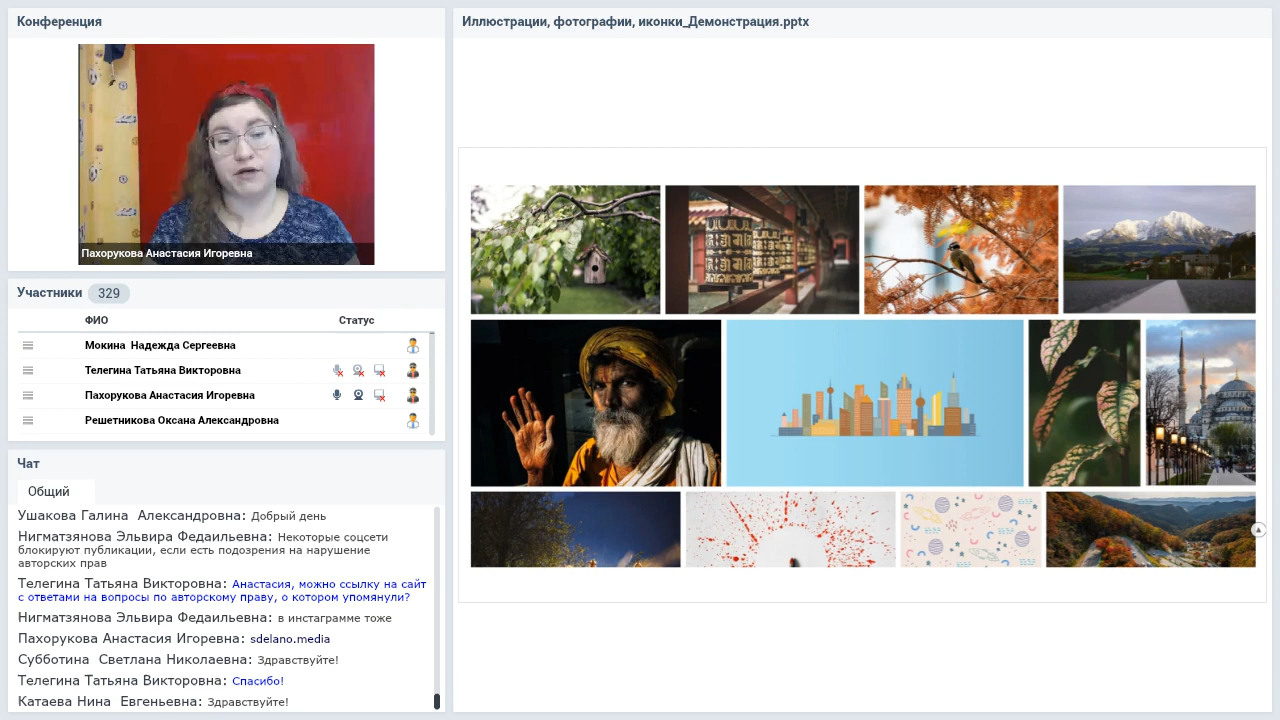 Конференция
Пахорукова Анастасия Игоревна
Участники 329
ФИО Статус
Мокина Надежда Сергеевна
Телегина Татьяна Викторовна
Пахорукова Анастасия Игоревна
Решетникова Оксана Александровна
Чат
Общий
Ушакова Галина Александровна: Добрый день
Нигматзянова Эльвира Федаильевна: Некоторые соцсети
блокируют публикации, если есть подозрения на нарушение
авторских прав
Телегина Татьяна Викторовна: Анастасия, можно ссылку на сайт
с ответами на вопросы по авторскому праву, о котором упомянули?
Нигматзянова Эльвира Федаильевна: в инстаграмме тоже
Пахорукова Анастасия Игоревна: sdelano.media
Субботина Светлана Николаевна: Здравствуйте!
Телегина Татьяна Викторовна: Спасибо!
Катаева Нина Евгеньевна: Здравствуйте!
Иллюстрации, фотографии, иконки_Демонстрация.pptx